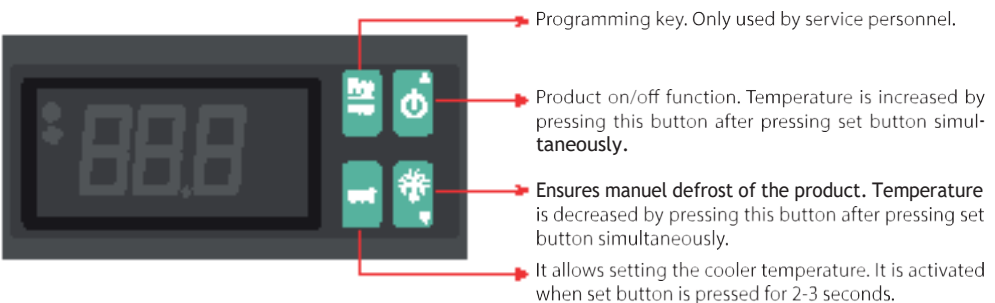 Programming key. Only used by service personnel.
Product on/off function. Temperature is increased by
pressing this button after pressing set button simul-
taneously.
Ensures manuel defrost of the product. Temperature
is decreased by pressing this button after pressing set
button simultaneously.
It allows setting the cooler temperature. It is activated
when set button is pressed for 2-3 seconds.
88.8